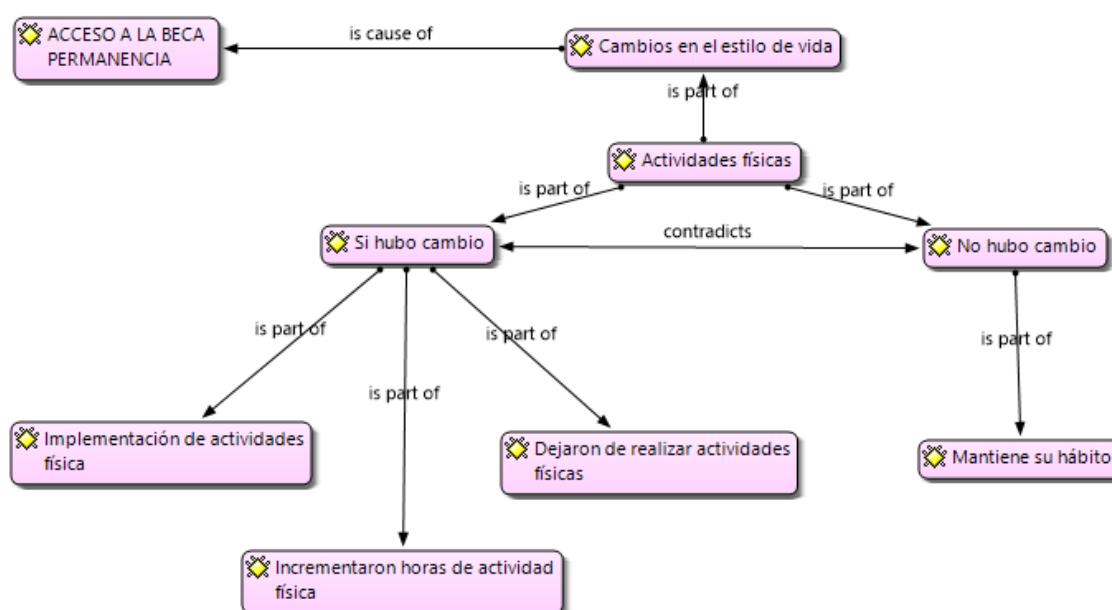 ACCESO A LA BECA
PERMANENCIA
is cause of
Cambios en el estilo de vida
is part of
Actividades físicas
is part of
is part of
Si hubo cambio
contradicts
No hubo cambio
is part of
is part of
is part of
is part of
Implementación de actividades
física
Dejaron de realizar actividades
físicas
Mantiene su hábito
Incrementaron horas de actividad
física